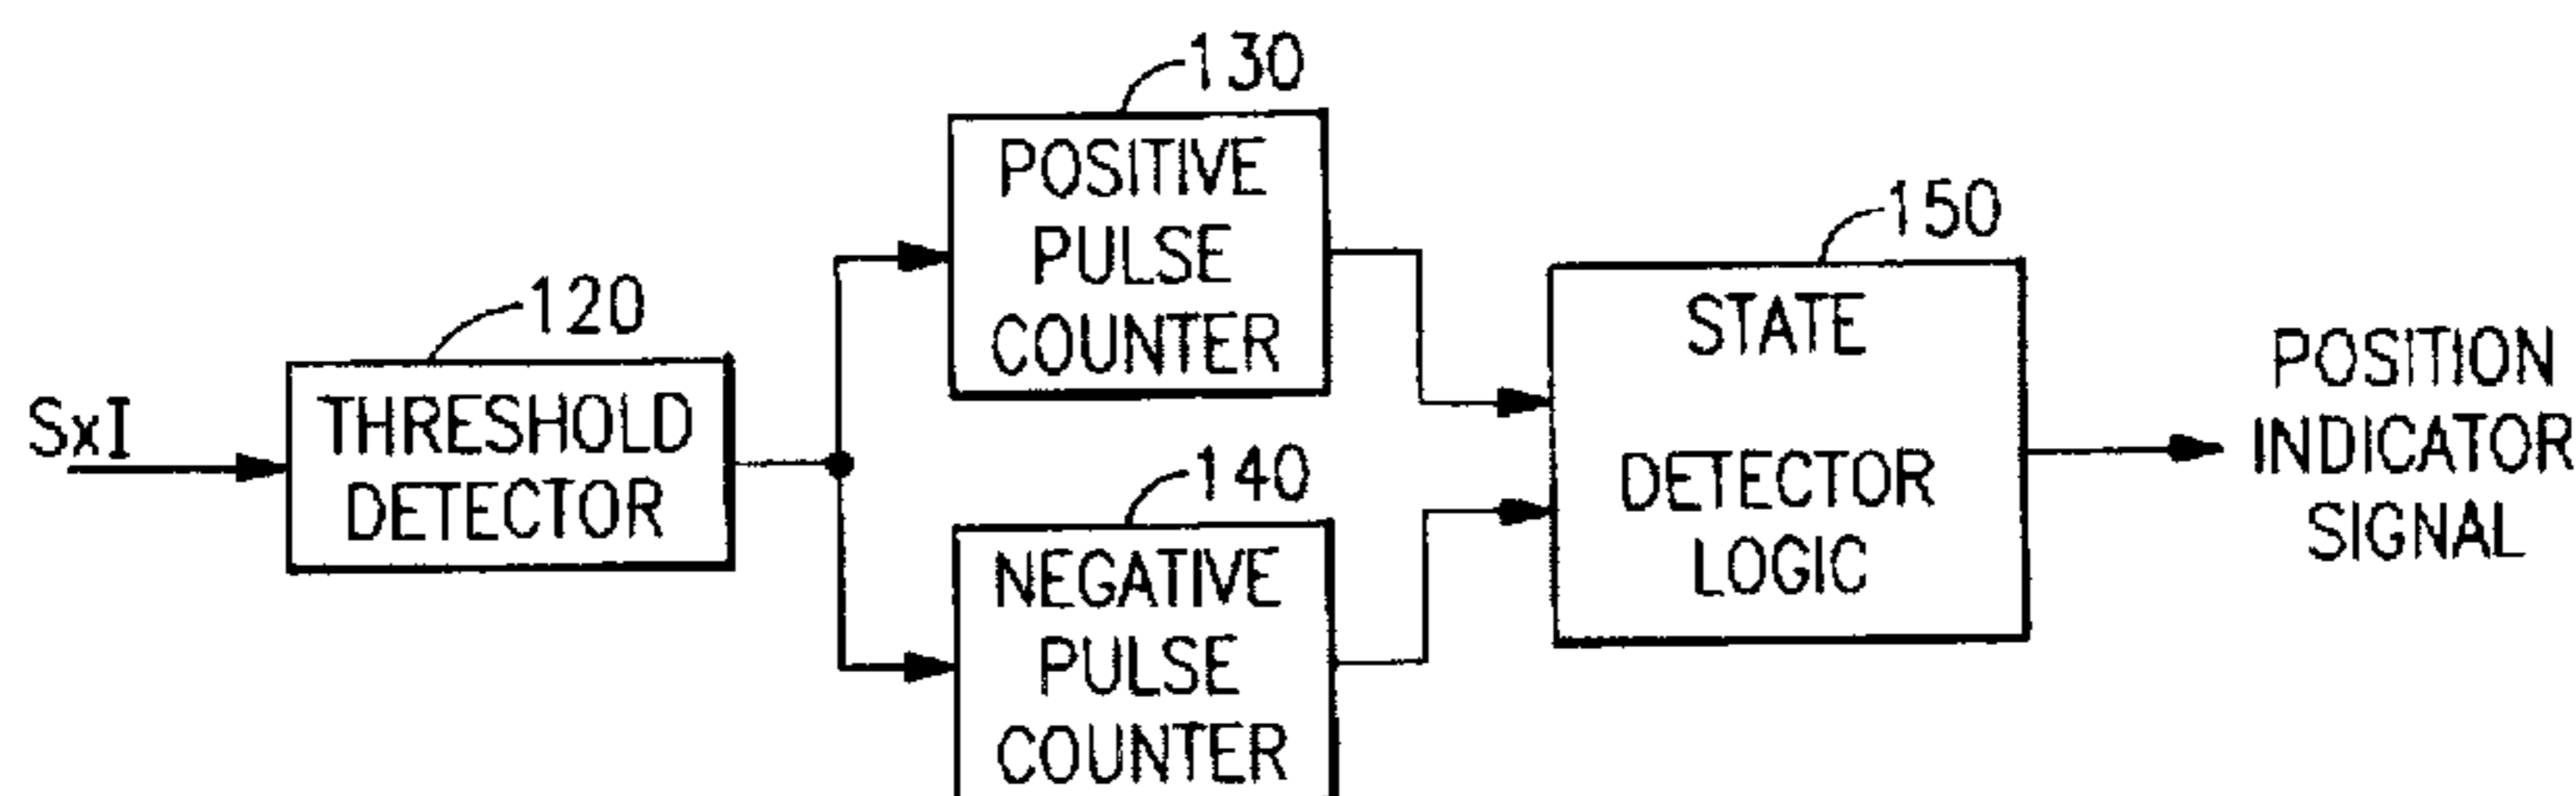 130
POSITIVE
PULSE
COUNTER
150
STATE
DETECTOR
LOGIC
120
THRESHOLD
DETECTOR
SxI
140
NEGATIVE
PULSE
COUNTER
POSITION
INDICATOR
SIGNAL